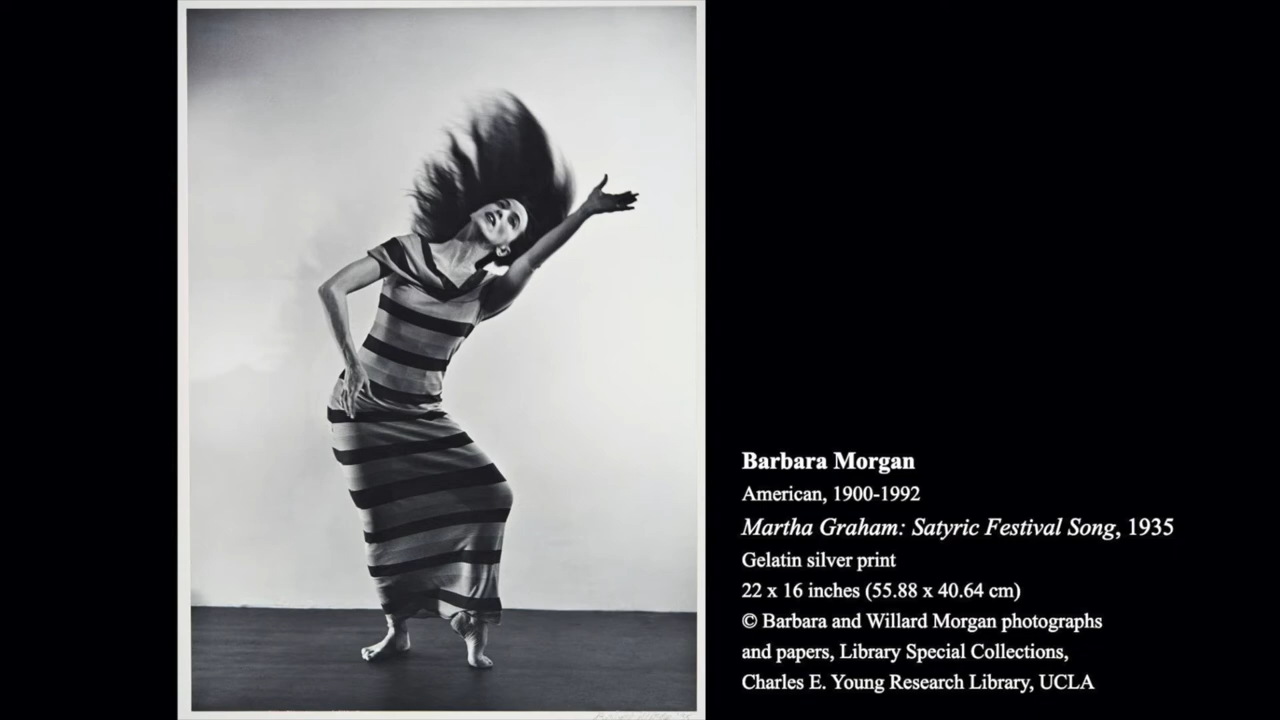 Barbara Morgan
American, 1900-1992
Martha Graham: Satyric Festival Song, 1935
Gelatin silver print
22 x 16 inches (55.88 x 40.64 cm)
© Barbara and Willard Morgan photographs
and papers, Library Special Collections,
Charles E. Young Research Library, UCLA